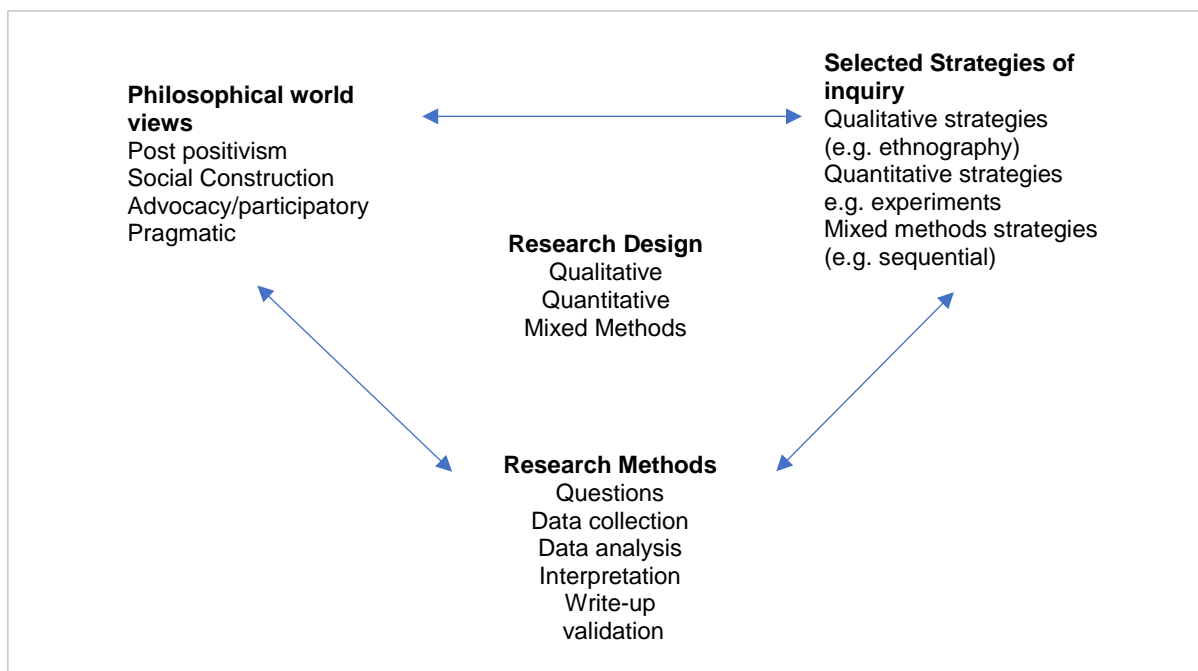 Philosophical world
views
Post positivism
Social Construction
Advocacy/participatory
Pragmatic
Selected Strategies of
inquiry
Qualitative strategies
(e.g. ethnography)
Quantitative strategies
e.g. experiments
Mixed methods strategies
(e.g. sequential)
Research Design
Qualitative
Quantitative
Mixed Methods
Research Methods
Questions
Data collection
Data analysis
Interpretation
Write-up
validation